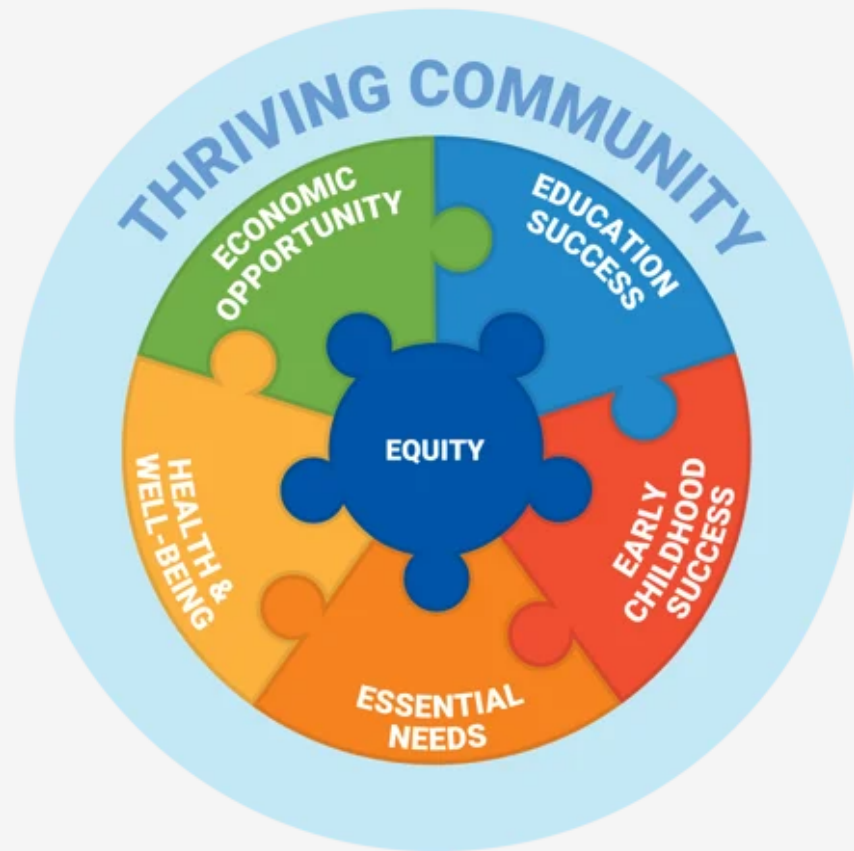 THRIVING COMMUNITY
ECONOMIC
OPPORTUNITY
EDUCATION
SUCCESS
EQUITY
HEALTH &
WELL-BEING
EARLY
CHILDHOOD
SUCCESS
ESSENTIAL
NEEDS